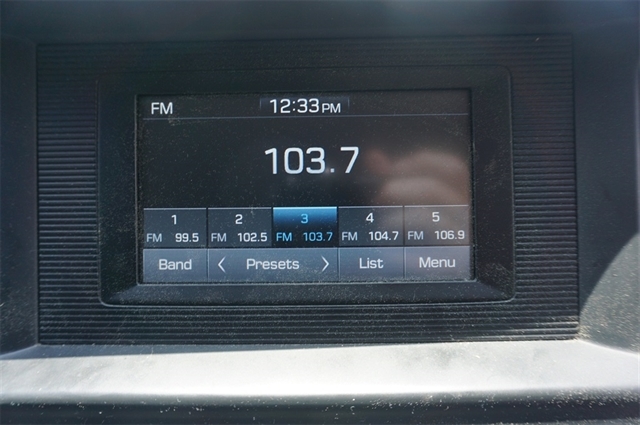 FM 12:33PM
103.7
1 2 3 4 5
FM 99.5 FM 102.5 FM 103.7 FM 104.7 FM 106.9
Band < Presets > List Menu